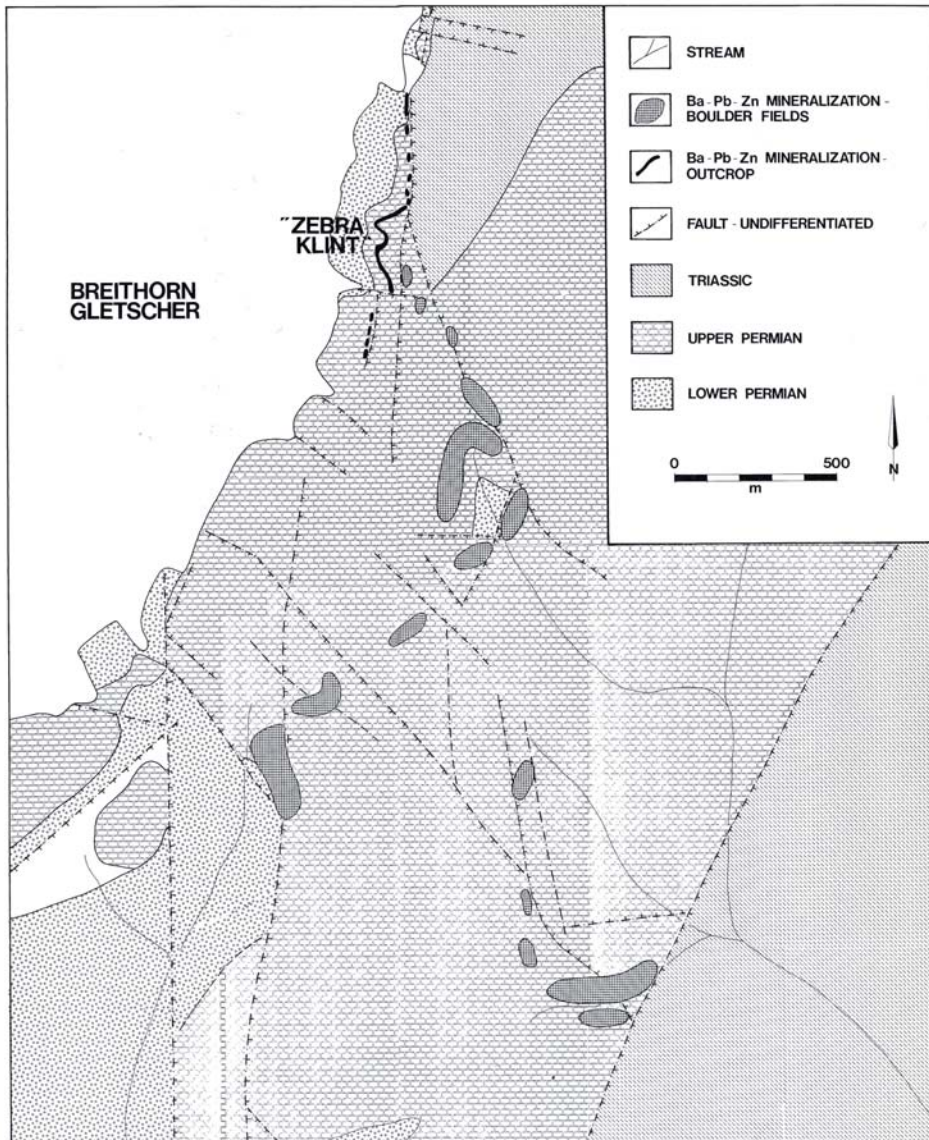 "ZEBRA
KLINT"
BREITHORN
GLETSCHER
STREAM
Ba-Pb-Zn MINERALIZATION-
BOULDER FIELDS
Ba-Pb-Zn MINERALIZATION-
OUTCROP
FAULT-UNDIFFERENTIATED
TRIASSIC
UPPER PERMIAN
LOWER PERMIAN
0 500
m
N